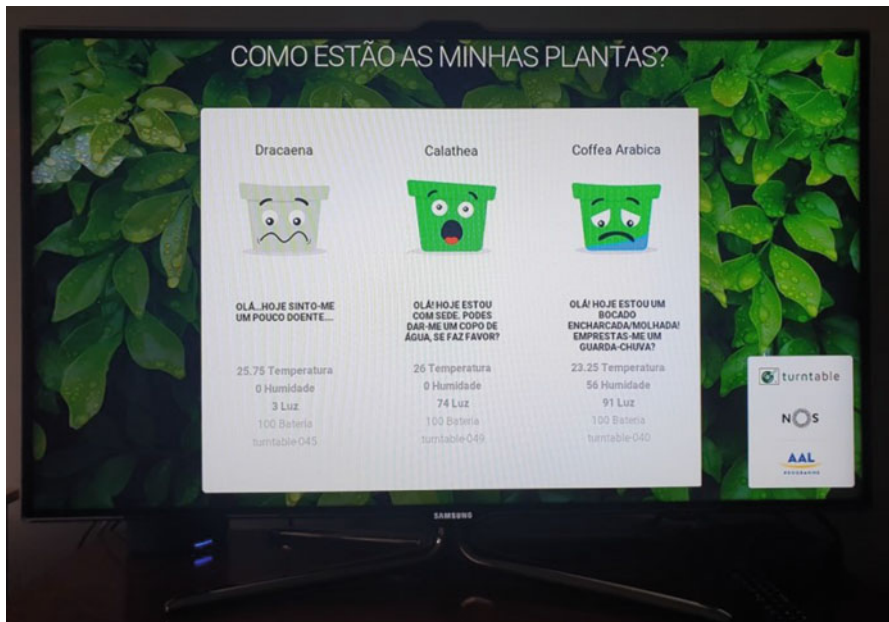 COMO ESTÃO AS MINHAS PLANTAS?
Dracaena
OLÁ...HOJE SINTO-ME
UM POUCO DOENTE....
25.75 Temperatura
0 Humidade
3 Luz
100 Bateria
turntable-045
Calathea
OLÁ! HOJE ESTOU
COM SEDE. PODES
DAR-ME UM COPO DE
ÁGUA, SE FAZ FAVOR?
26 Temperatura
0 Humidade
74 Luz
100 Bateria
turntable-049
Coffea Arabica
OLÁ! HOJE ESTOU UM
BOCADO
ENCHARCADA/MOLHADA!
EMPRESTAS-ME UM
GUARDA-CHUVA?
23.25 Temperatura
56 Humidade
91 Luz
100 Bateria
turntable-040
turntable
NOS
AAL
PROGRAMME
SAMSUNG